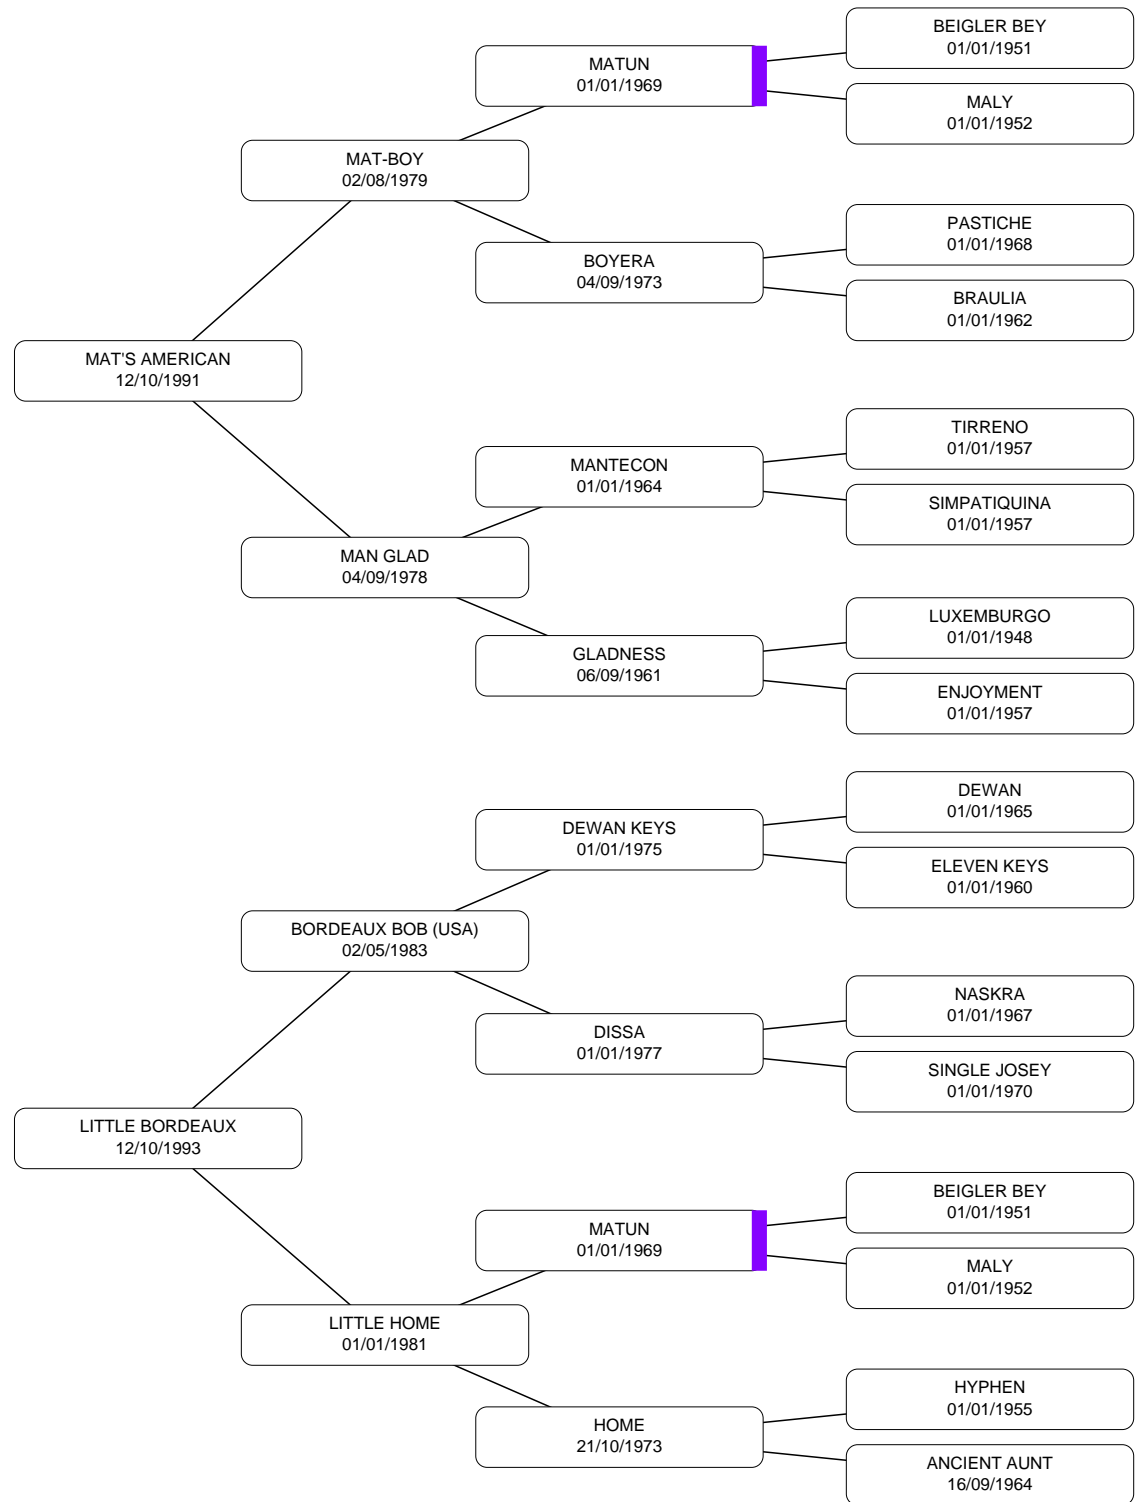 BEIGLER BEY
01/01/1951
MATUN
01/01/1969
MALY
01/01/1952
MAT-BOY
02/08/1979
PASTICHE
01/01/1968
BOYERA
04/09/1973
BRAULIA
01/01/1962
MAT'S AMERICAN
12/10/1991
TIRRENO
01/01/1957
MANTECON
01/01/1964
SIMPATIQUINA
01/01/1957
MAN GLAD
04/09/1978
LUXEMBURGO
01/01/1948
GLADNESS
06/09/1961
ENJOYMENT
01/01/1957
DEWAN
01/01/1965
DEWAN KEYS
01/01/1975
ELEVEN KEYS
01/01/1960
BORDEAUX BOB (USA)
02/05/1983
NASKRA
01/01/1967
DISSA
01/01/1977
SINGLE JOSEY
01/01/1970
LITTLE BORDEAUX
12/10/1993
BEIGLER BEY
01/01/1951
MATUN
01/01/1969
MALY
01/01/1952
LITTLE HOME
01/01/1981
HYPHEN
01/01/1955
HOME
21/10/1973
ANCIENT AUNT
16/09/1964